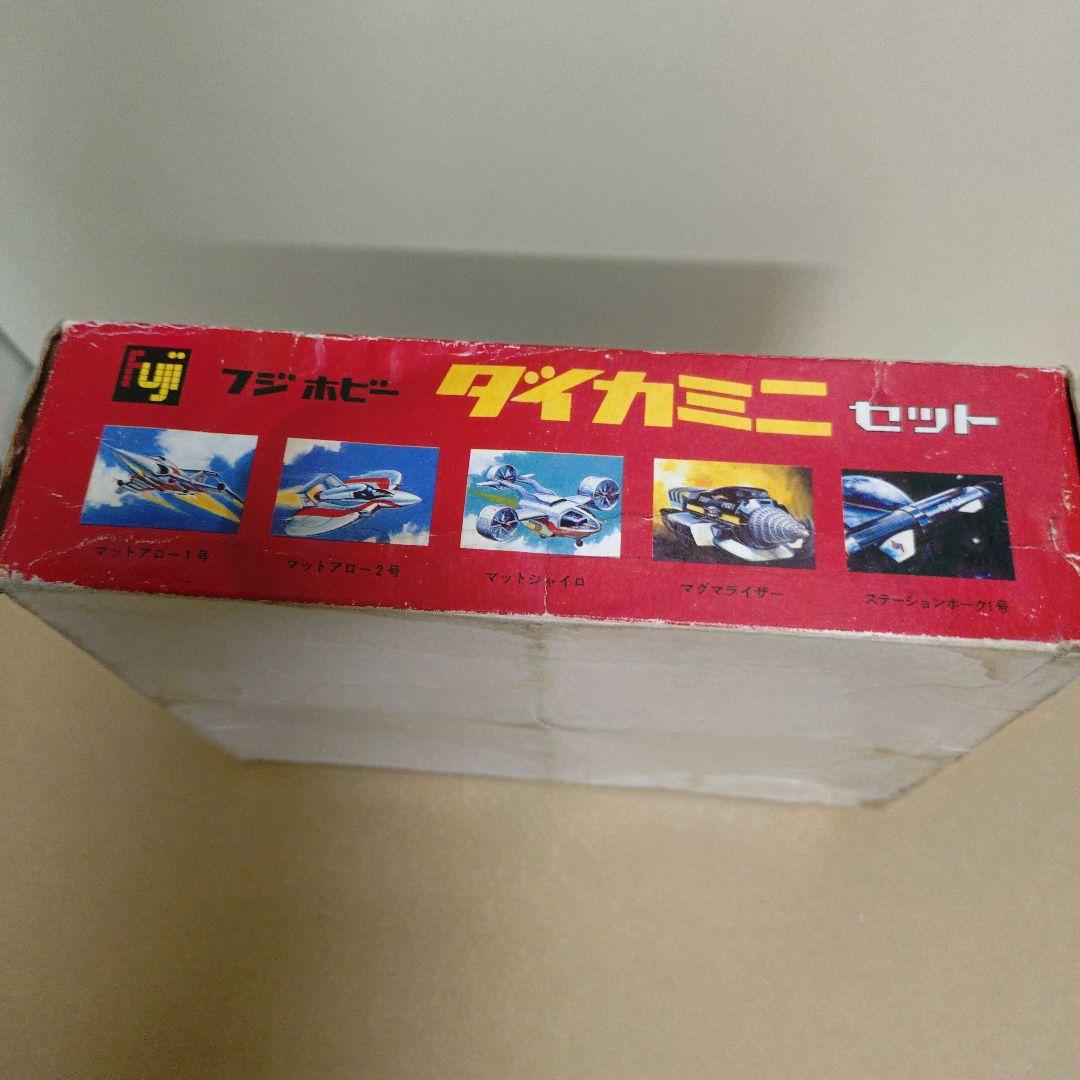 Fuji フジホビー ダイカミニ セット
マットアロー1号
マットアロー2号
マットジャイロ
マグマライザー
ステーションホーク1号